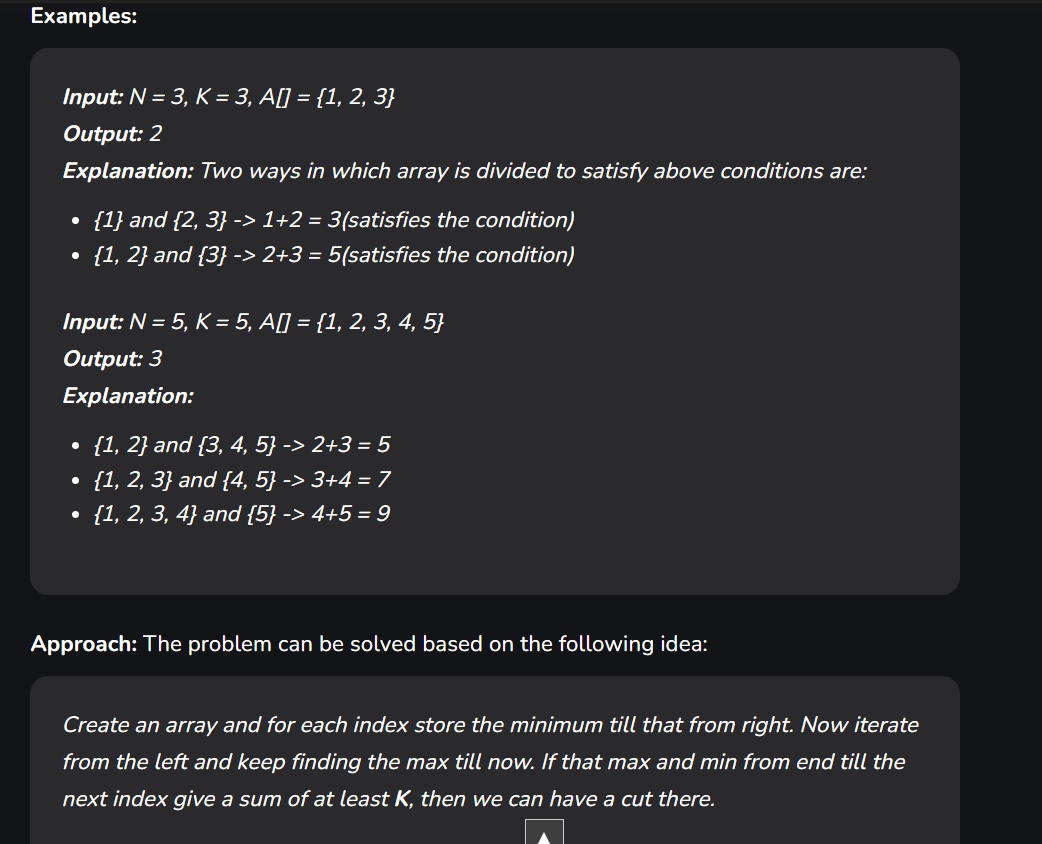 Examples:
Input: N = 3, K = 3, A[] = {1, 2, 3}
Output: 2
Explanation: Two ways in which array is divided to satisfy above conditions are:
• {1} and {2, 3} -> 1+2 = 3(satisfies the condition)
• {1, 2} and {3} -> 2+3 = 5(satisfies the condition)
Input: N = 5, K = 5, A[] = {1, 2, 3, 4, 5}
Output: 3
Explanation:
• {1, 2} and {3, 4, 5} -> 2+3 = 5
• {1, 2, 3} and {4, 5} -> 3+4 = 7
• {1, 2, 3, 4} and {5} -> 4+5 = 9
Approach: The problem can be solved based on the following idea:
Create an array and for each index store the minimum till that from right. Now iterate
from the left and keep finding the max till now. If that max and min from end till the
next index give a sum of at least K, then we can have a cut there.